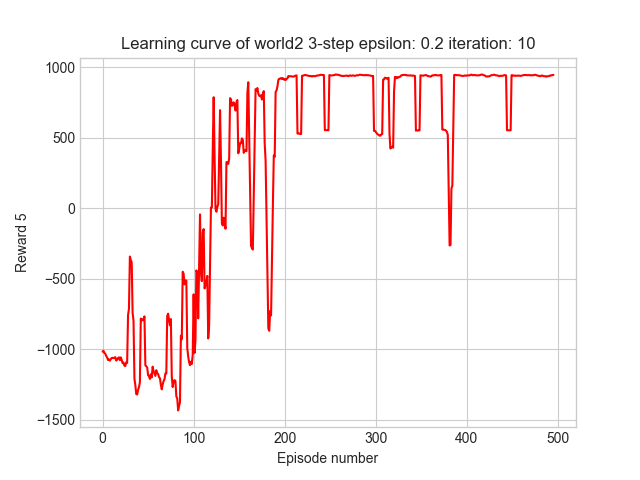 Learning curve of world2 3-step epsilon: 0.2 iteration: 10
1000
500
0
−500
−1000
−1500
Reward 5
0 100 200 300 400 500
Episode number